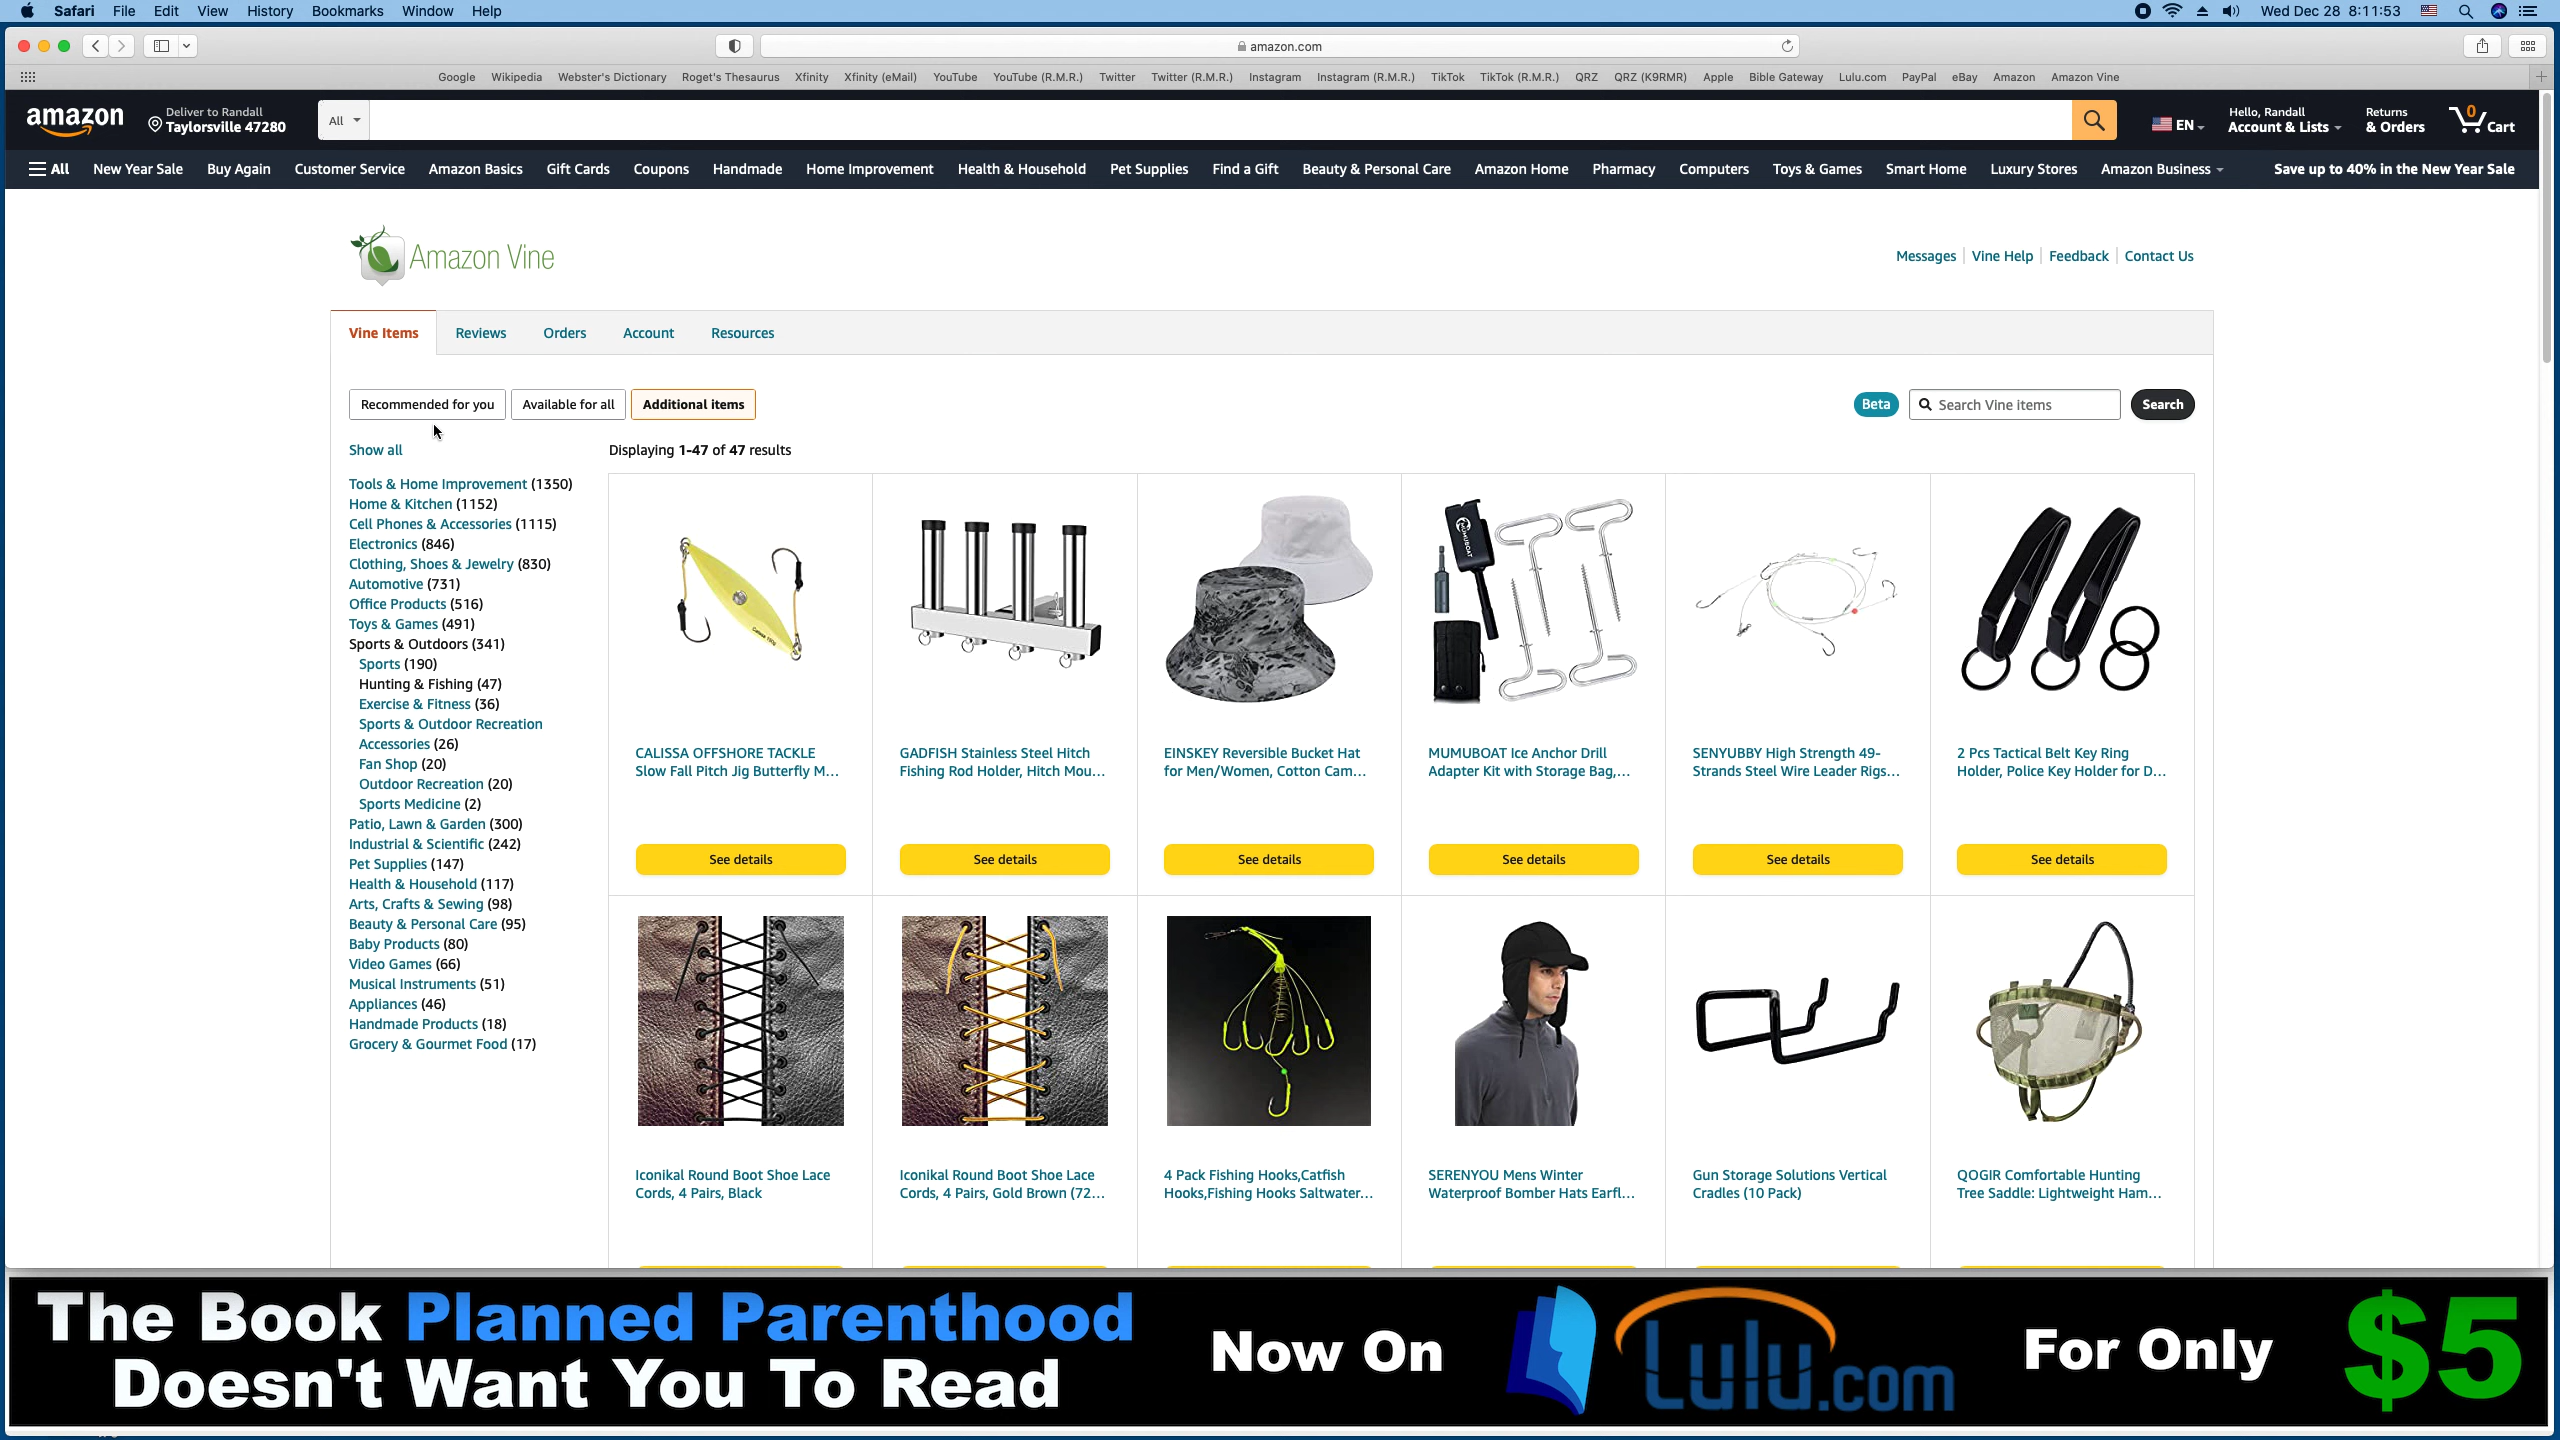 Safari File Edit View History Bookmarks Window Help
Wed Dec 28 8:11:53
amazon.com
Google Wikipedia Webster's Dictionary Roget's Thesaurus Xfinity Xfinity (eMail) YouTube YouTube (R.M.R.) Twitter Twitter (R.M.R.) Instagram Instagram (R.M.R.) TikTok TikTok (R.M.R.) QRZ QRZ (K9RMR) Apple Bible Gateway Lulu.com PayPal eBay Amazon Amazon Vine
amazon
Deliver to Randall
Taylorsville 47280
All
EN
Hello, Randall
Account & Lists
Returns
& Orders
0
Cart
All New Year Sale Buy Again Customer Service Amazon Basics Gift Cards Coupons Handmade Home Improvement Health & Household Pet Supplies Find a Gift Beauty & Personal Care Amazon Home Pharmacy Computers Toys & Games Smart Home Luxury Stores Amazon Business Save up to 40% in the New Year Sale
Amazon Vine
Messages Vine Help Feedback Contact Us
Vine Items Reviews Orders Account Resources
Recommended for you Available for all Additional items
Beta Search Vine items Search
Show all
Displaying 1-47 of 47 results
Tools & Home Improvement (1350)
Home & Kitchen (1152)
Cell Phones & Accessories (1115)
Electronics (846)
Clothing, Shoes & Jewelry (830)
Automotive (731)
Office Products (516)
Toys & Games (491)
Sports & Outdoors (341)
Sports (190)
Hunting & Fishing (47)
Exercise & Fitness (36)
Sports & Outdoor Recreation
Accessories (26)
Fan Shop (20)
Outdoor Recreation (20)
Sports Medicine (2)
Patio, Lawn & Garden (300)
Industrial & Scientific (242)
Pet Supplies (147)
Health & Household (117)
Arts, Crafts & Sewing (98)
Beauty & Personal Care (95)
Baby Products (80)
Video Games (66)
Musical Instruments (51)
Appliances (46)
Handmade Products (18)
Grocery & Gourmet Food (17)
MUMUBOAT
CALISSA OFFSHORE TACKLE
Slow Fall Pitch Jig Butterfly M...
GADFISH Stainless Steel Hitch
Fishing Rod Holder, Hitch Mou...
EINSKEY Reversible Bucket Hat
for Men/Women, Cotton Cam...
MUMUBOAT Ice Anchor Drill
Adapter Kit with Storage Bag,...
SENYUBBY High Strength 49-
Strands Steel Wire Leader Rigs...
2 Pcs Tactical Belt Key Ring
Holder, Police Key Holder for D...
See details See details See details See details See details See details
Iconikal Round Boot Shoe Lace
Cords, 4 Pairs, Black
Iconikal Round Boot Shoe Lace
Cords, 4 Pairs, Gold Brown (72...
4 Pack Fishing Hooks,Catfish
Hooks,Fishing Hooks Saltwater...
SERENYOU Mens Winter
Waterproof Bomber Hats Earfl...
Gun Storage Solutions Vertical
Cradles (10 Pack)
QOGIR Comfortable Hunting
Tree Saddle: Lightweight Ham...
The Book Planned Parenthood
Doesn't Want You To Read
Now On
Lulu.com
For Only
$5